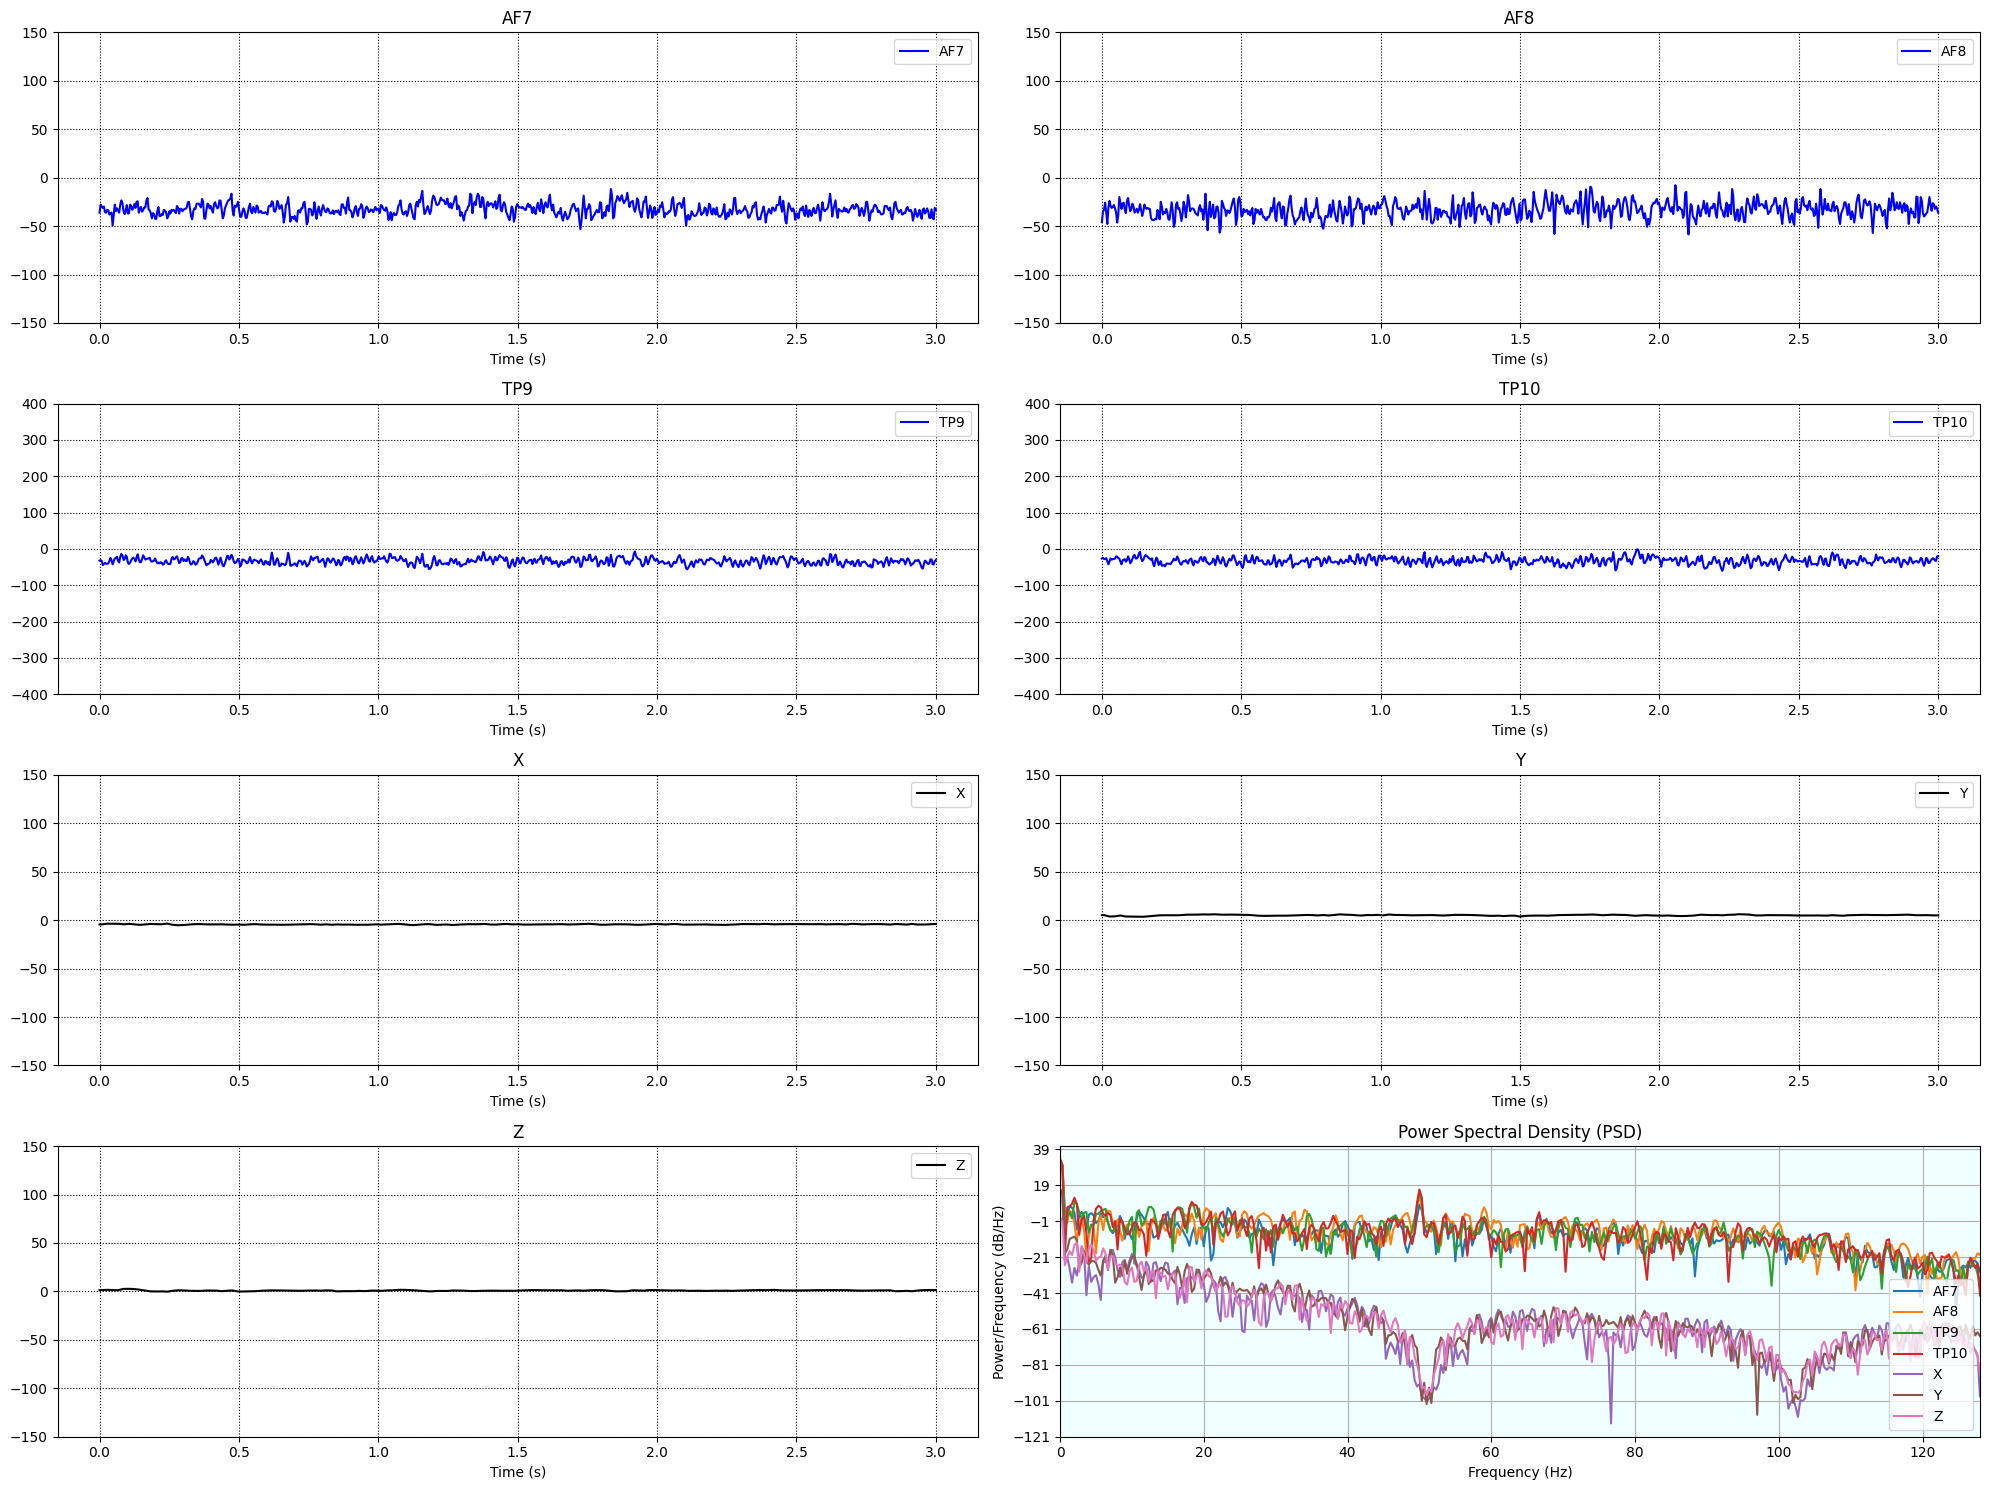 AF7
150
100
50
0
−50
−100
−150
0.0 0.5 1.0 1.5 2.0 2.5 3.0
Time (s)
AF7
AF8
150
100
50
0
−50
−100
−150
0.0 0.5 1.0 1.5 2.0 2.5 3.0
Time (s)
AF8
TP9
400
300
200
100
0
−100
−200
−300
−400
0.0 0.5 1.0 1.5 2.0 2.5 3.0
Time (s)
TP9
TP10
400
300
200
100
0
−100
−200
−300
−400
0.0 0.5 1.0 1.5 2.0 2.5 3.0
Time (s)
TP10
X
150
100
50
0
−50
−100
−150
0.0 0.5 1.0 1.5 2.0 2.5 3.0
Time (s)
X
Y
150
100
50
0
−50
−100
−150
0.0 0.5 1.0 1.5 2.0 2.5 3.0
Time (s)
Y
Z
150
100
50
0
−50
−100
−150
0.0 0.5 1.0 1.5 2.0 2.5 3.0
Time (s)
Z
Power Spectral Density (PSD)
Power/Frequency (dB/Hz)
39
19
−1
−21
−41
−61
−81
−101
−121
0 20 40 60 80 100 120
Frequency (Hz)
AF7
AF8
TP9
TP10
X
Y
Z